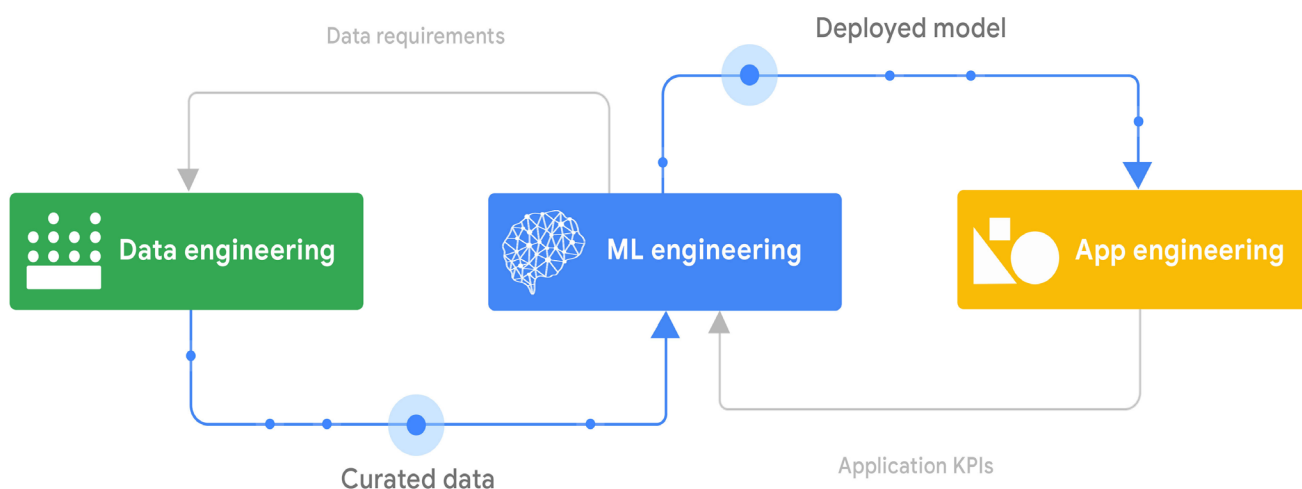 Deployed model
Data requirements
Data engineering
ML engineering
App engineering
Application KPIs
Curated data